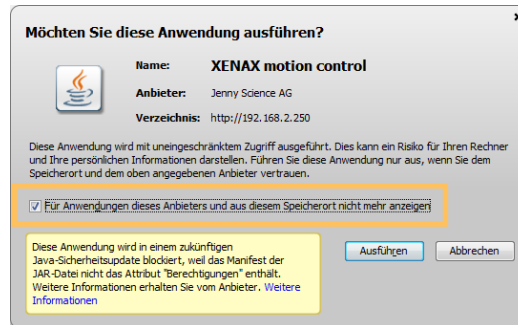 Möchten Sie diese Anwendung ausführen?
Name: XENAX motion control
Anbieter: Jenny Science AG
Verzeichnis: http://192.168.2.250
Diese Anwendung wird mit uneingeschränktem Zugriff ausgeführt. Dies kann ein Risiko für Ihren Rechner
und Ihre persönlichen Informationen darstellen. Führen Sie diese Anwendung nur aus, wenn Sie dem
Speicherort und dem oben angegebenen Anbieter vertrauen.
Für Anwendungen dieses Anbieters und aus diesem Speicherort nicht mehr anzeigen
Diese Anwendung wird in einem zukünftigen
Java-Sicherheitsupdate blockiert, weil das Manifest der
JAR-Datei nicht das Attribut "Berechtigungen" enthält.
Weitere Informationen erhalten Sie vom Anbieter. Weitere
Informationen
Ausführen Abbrechen